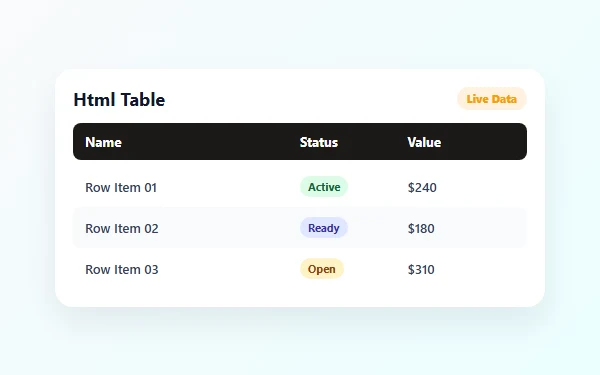 Html Table
Live Data
Name Status Value
Row Item 01 Active $240
Row Item 02 Ready $180
Row Item 03 Open $310